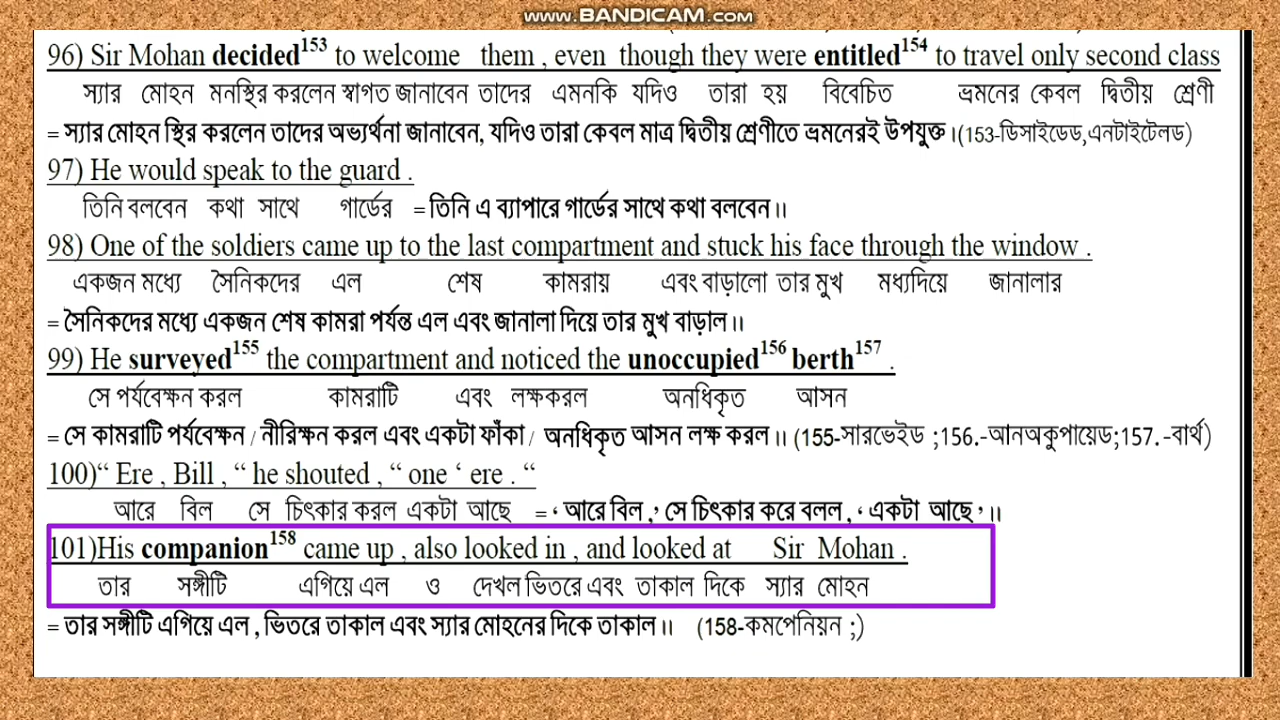 www.BANDICAM.com
96) Sir Mohan decided153 to welcome them , even though they were entitled154 to travel only second class
স্যার মোহন মনস্থির করলেন স্বাগত জানাবেন তাদের এমনকি যদিও তারা হয় বিবেচিত ভ্রমনের কেবল দ্বিতীয় শ্রেণী
= স্যার মোহন স্থির করলেন তাদের অভ্যর্থনা জানাবেন, যদিও তারা কেবল মাত্র দ্বিতীয় শ্রেণীতে ভ্রমনেরই উপযুক্ত।(153-ডিসাইডেড,এনটাইটেলড)
97) He would speak to the guard .
তিনি বলবেন কথা সাথে গার্ডের = তিনি এ ব্যাপারে গার্ডের সাথে কথা বলবেন।।
98) One of the soldiers came up to the last compartment and stuck his face through the window .
একজন মধ্যে সৈনিকদের এল শেষ কামরায় এবং বাড়ালো তার মুখ মধ্যদিয়ে জানালার
= সৈনিকদের মধ্যে একজন শেষ কামরা পর্যন্ত এল এবং জানালা দিয়ে তার মুখ বাড়াল।।
99) He surveyed155 the compartment and noticed the unoccupied156 berth157 .
সে পর্যবেক্ষন করল কামরাটি এবং লক্ষকরল অনধিকৃত আসন
= সে কামরাটি পর্যবেক্ষন / নীরিক্ষন করল এবং একটা ফাঁকা/ অনধিকৃত আসন লক্ষ করল।। (155-সারভেইড ;156.-আনঅকুপায়েড;157.-বার্থ)
100)“ Ere , Bill , “ he shouted , “ one ‘ ere . “
আরে বিল সে চিৎকার করল একটা আছে = ‘ আরে বিল ,’ সে চিৎকার করে বলল , ‘ একটা আছে ’।।
101)His companion158 came up , also looked in , and looked at Sir Mohan .
তার সঙ্গীটি এগিয়ে এল ও দেখল ভিতরে এবং তাকাল দিকে স্যার মোহন
= তার সঙ্গীটি এগিয়ে এল , ভিতরে তাকাল এবং স্যার মোহনের দিকে তাকাল।। (158-কমপেনিয়ন ;)